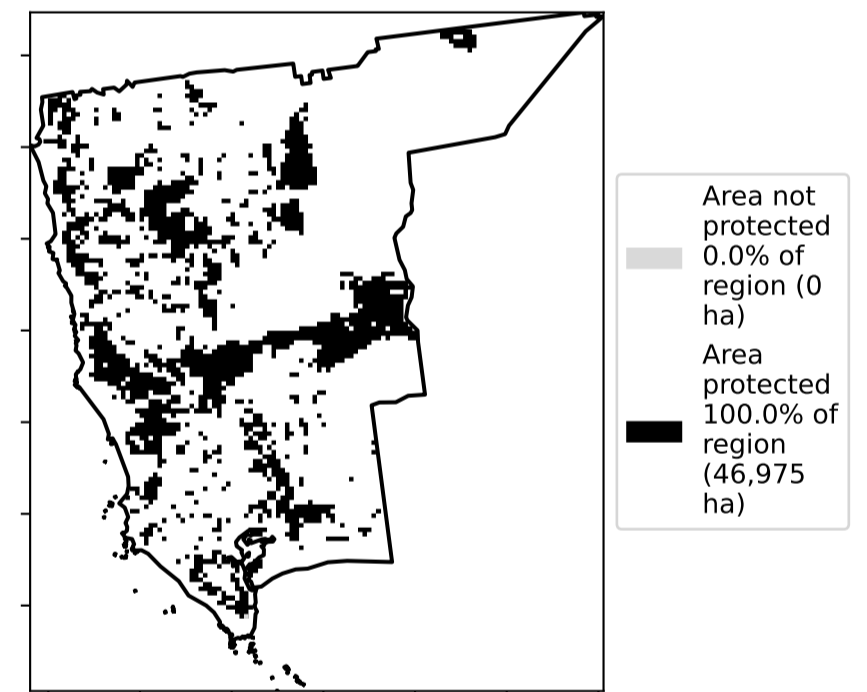 Area not
protected
0.0% of
region (0
ha)
Area
protected
100.0% of
region
(46,975
ha)